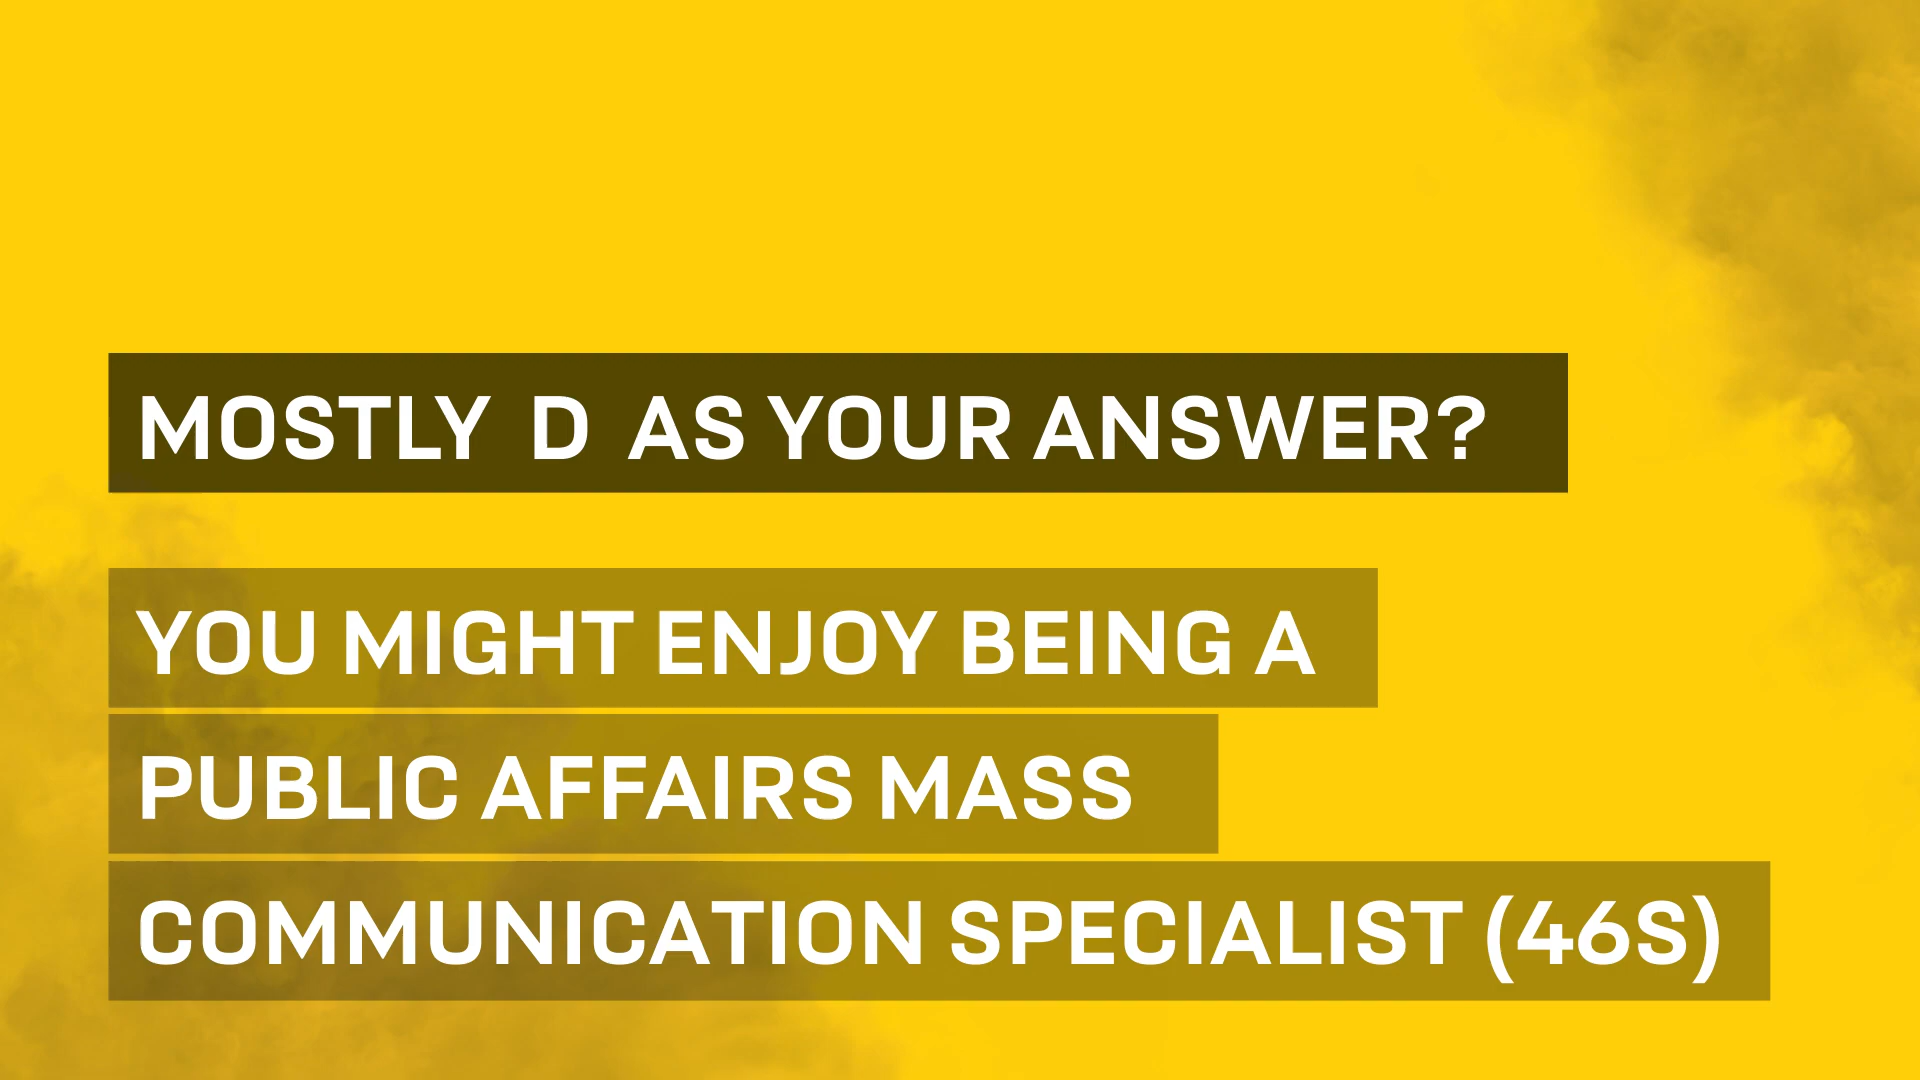 MOSTLY D AS YOUR ANSWER?
YOU MIGHT ENJOY BEING A
PUBLIC AFFAIRS MASS
COMMUNICATION SPECIALIST (46S)